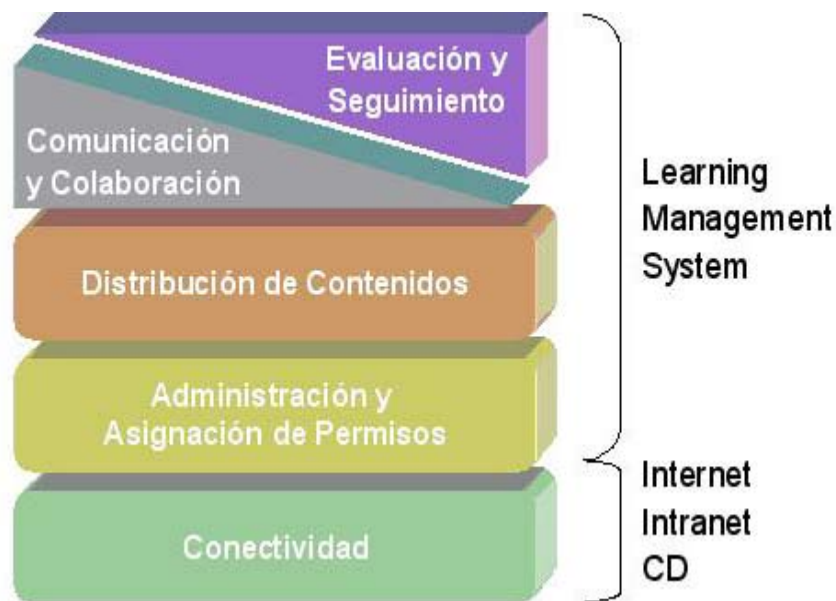 Evaluación y
Seguimiento
Comunicación
y Colaboración
Distribución de Contenidos
Administración y
Asignación de Permisos
Conectividad
Learning
Management
System
Internet
Intranet
CD